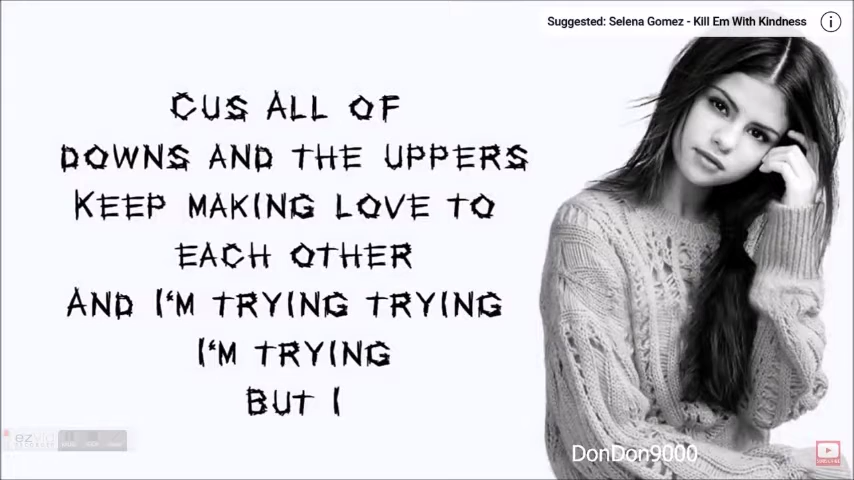 Suggested: Selena Gomez - Kill Em With Kindness
CUS ALL OF
DOWNS AND THE UPPERS
KEEP MAKING LOVE TO
EACH OTHER
AND I'M TRYING TRYING
I'M TRYING
BUT I
ez
DonDon9000